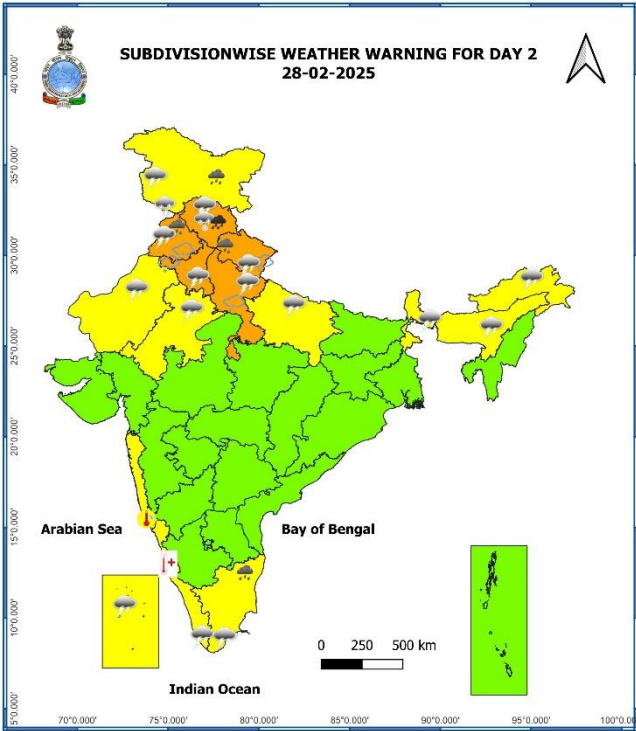 SUBDIVISIONWISE WEATHER WARNING FOR DAY 2
28-02-2025
40°0.000'
35°0.000'
30°0.000'
25°0.000'
20°0.000'
15°0.000'
10°0.000'
5°0.000'
Arabian Sea
Bay of Bengal
0 250 500 km
Indian Ocean
70°0.000' 75°0.000' 80°0.000' 85°0.000' 90°0.000' 95°0.000' 100°0.0